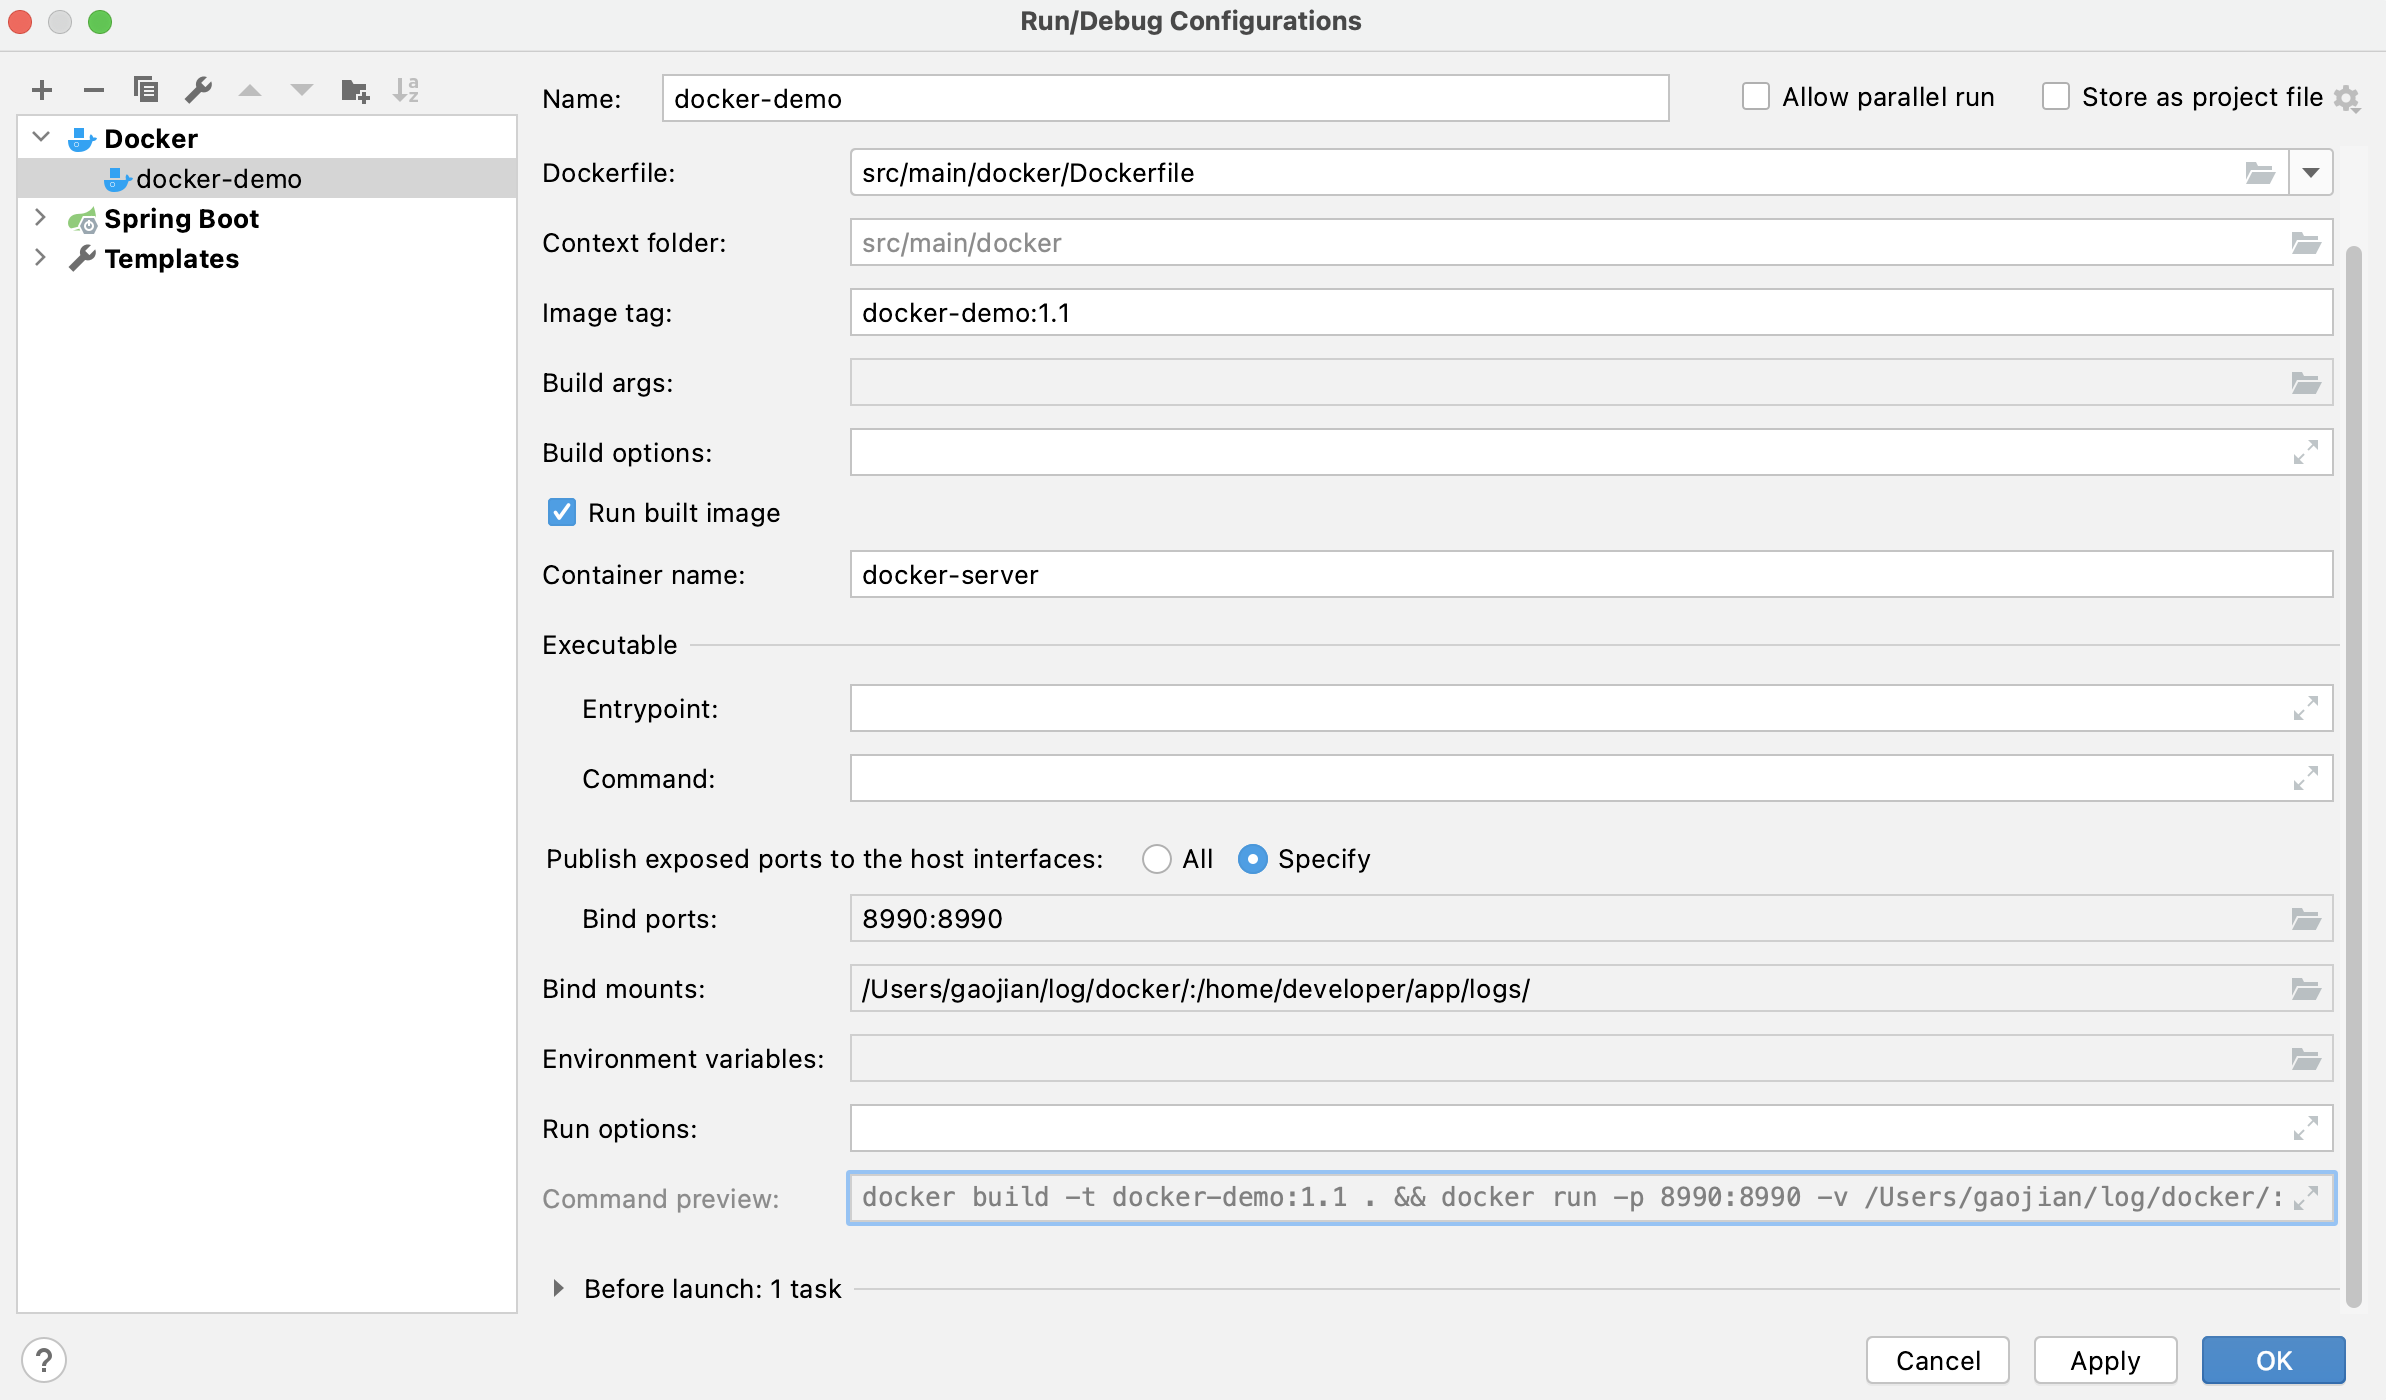 Run/Debug Configurations
Docker
docker-demo
Spring Boot
Templates
Name: docker-demo
Allow parallel run
Store as project file
Dockerfile: src/main/docker/Dockerfile
Context folder: src/main/docker
Image tag: docker-demo:1.1
Build args:
Build options:
Run built image
Container name: docker-server
Executable
Entrypoint:
Command:
Publish exposed ports to the host interfaces: All Specify
Bind ports: 8990:8990
Bind mounts: /Users/gaojian/log/docker/:/home/developer/app/logs/
Environment variables:
Run options:
Command preview: docker build -t docker-demo:1.1 . && docker run -p 8990:8990 -v /Users/gaojian/log/docker/:
Before launch: 1 task
?
Cancel
Apply
OK